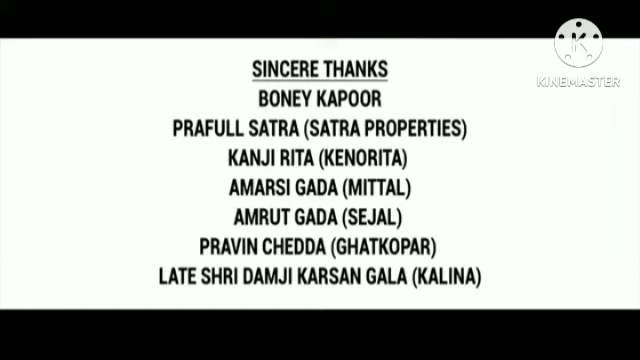 SINCERE THANKS
BONEY KAPOOR
PRAFULL SATRA (SATRA PROPERTIES)
KANJI RITA (KENORITA)
AMARSI GADA (MITTAL)
AMRUT GADA (SEJAL)
PRAVIN CHEDDA (GHATKOPAR)
LATE SHRI DAMJI KARSAN GALA (KALINA)
K
KINEMASTER